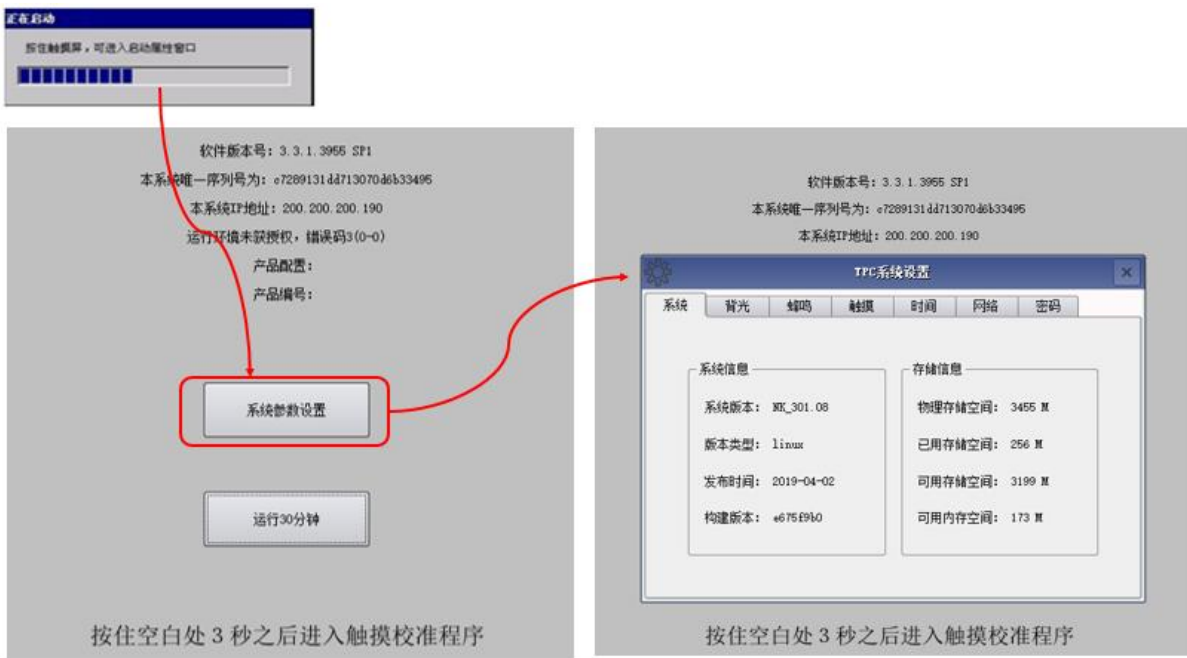 正在启动
按住触摸屏，可进入启动属性窗口
软件版本号：3.3.1.3955 SP1
本系统唯一序列号为：e7289131dd713070d6b33495
本系统IP地址：200.200.200.190
运行环境未获授权，错误码3(0-0)
产品配置：
产品编号：
系统参数设置
运行30分钟
按住空白处 3 秒之后进入触摸校准程序
软件版本号：3.3.1.3955 SP1
本系统唯一序列号为：e7289131dd713070d6b33495
本系统IP地址：200.200.200.190
TPC系统设置
系统 背光 蜂鸣 触摸 时间 网络 密码
系统信息
系统版本：NK_301.08
版本类型：linux
发布时间：2019-04-02
构建版本：e675f9b0
存储信息
物理存储空间：3455 M
已用存储空间：256 M
可用存储空间：3199 M
可用内存空间：173 M
按住空白处 3 秒之后进入触摸校准程序